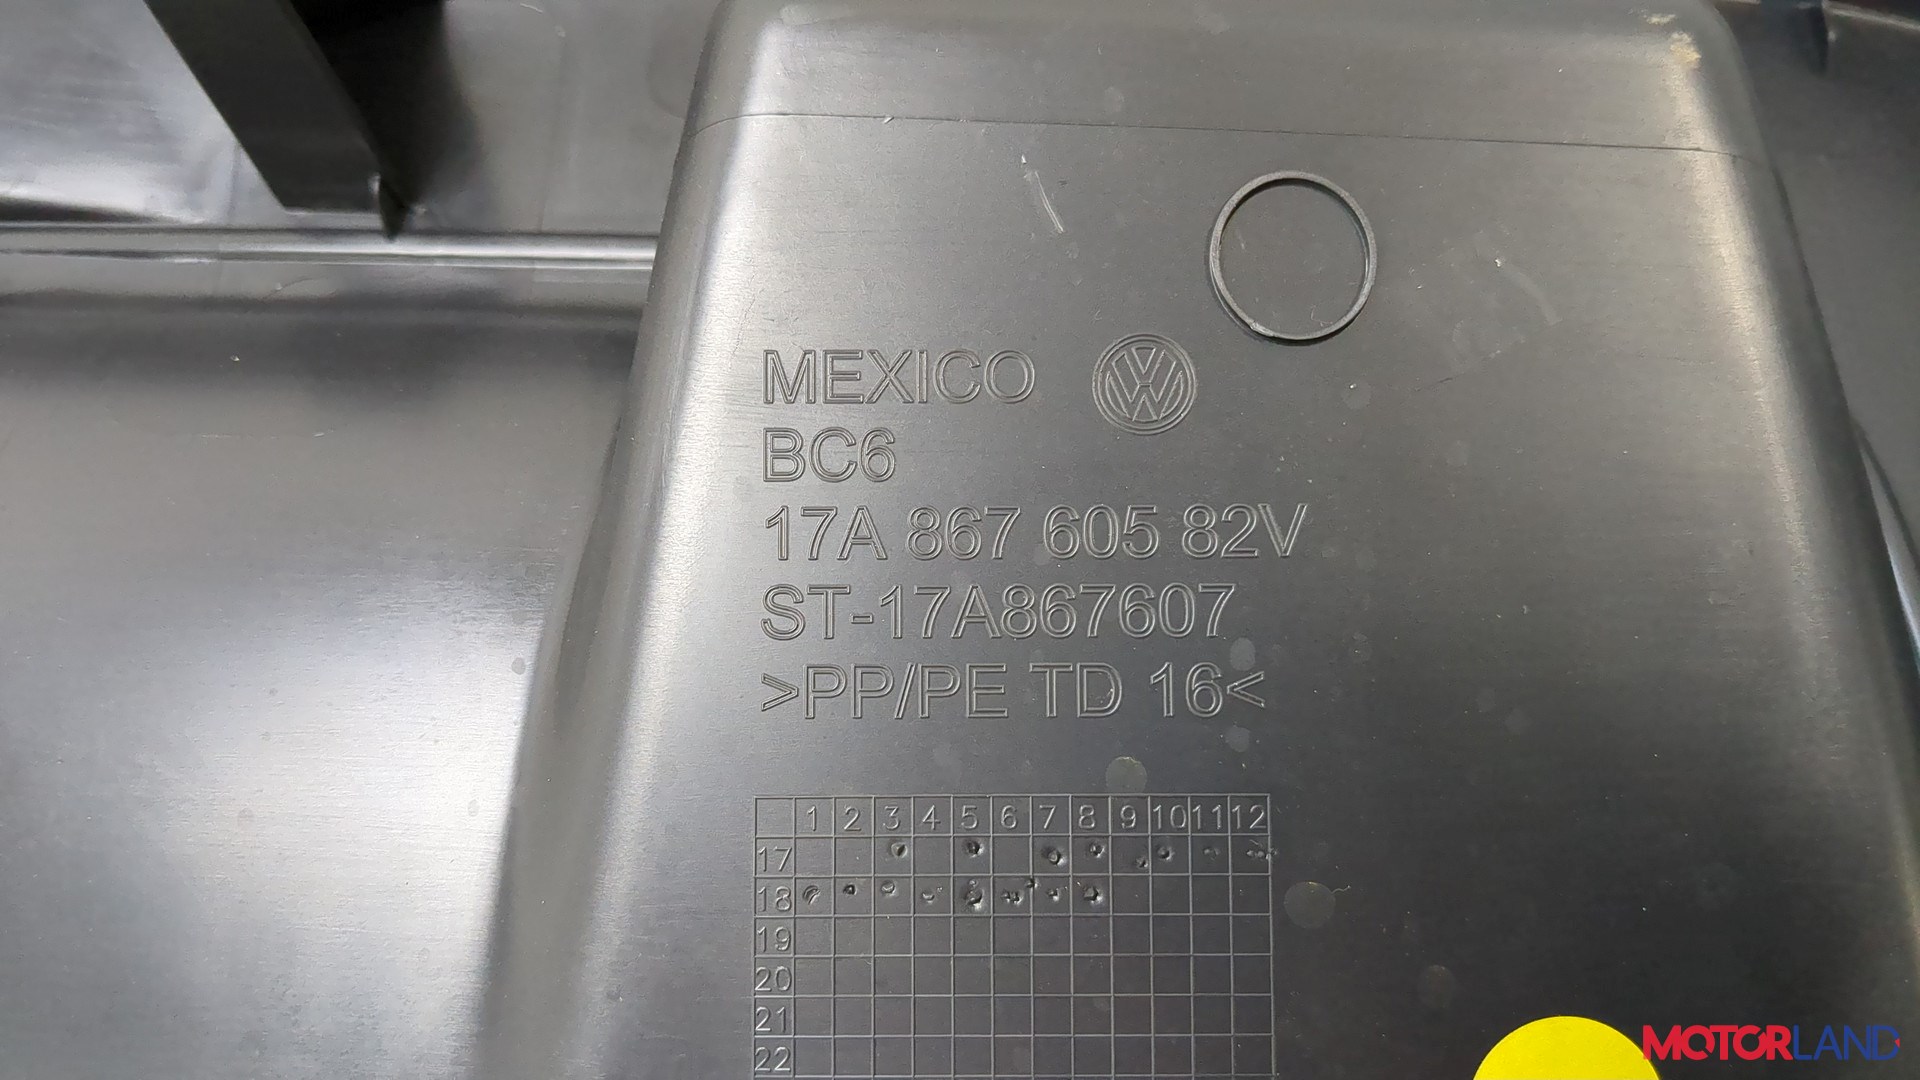 MEXICO VW
BC6
17A 867 605 82V
ST-17A867607
>PP/PE TD 16<
1 2 3 4 5 6 7 8 9 10 11 12
17
18
19
20
21
22
MOTORLAND